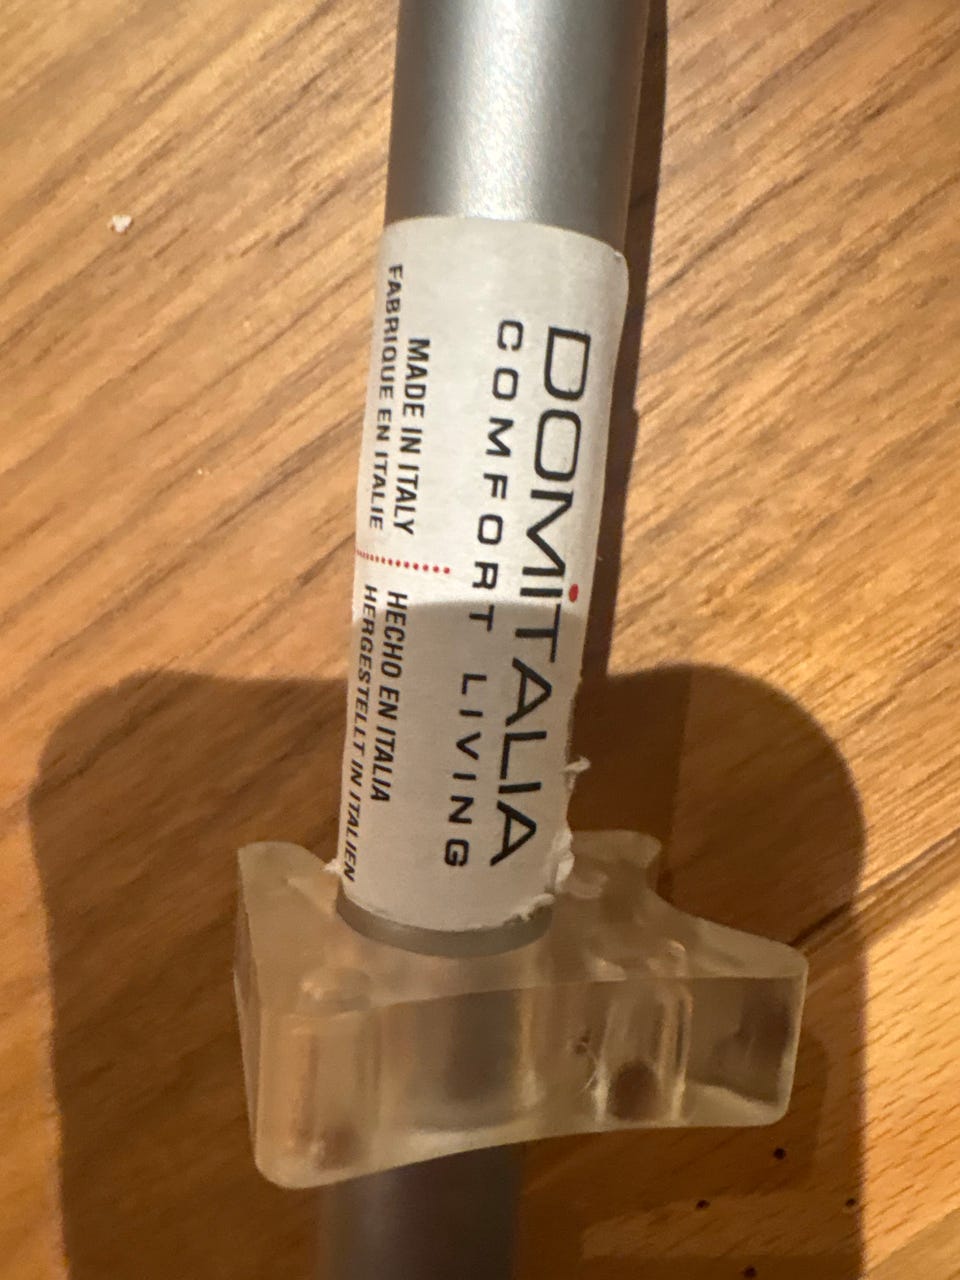 DOMITALIA
COMFORT LIVING
MADE IN ITALY
FABRIQUE EN ITALIE
HECHO EN ITALIA
HERGESTELLT IN ITALIEN